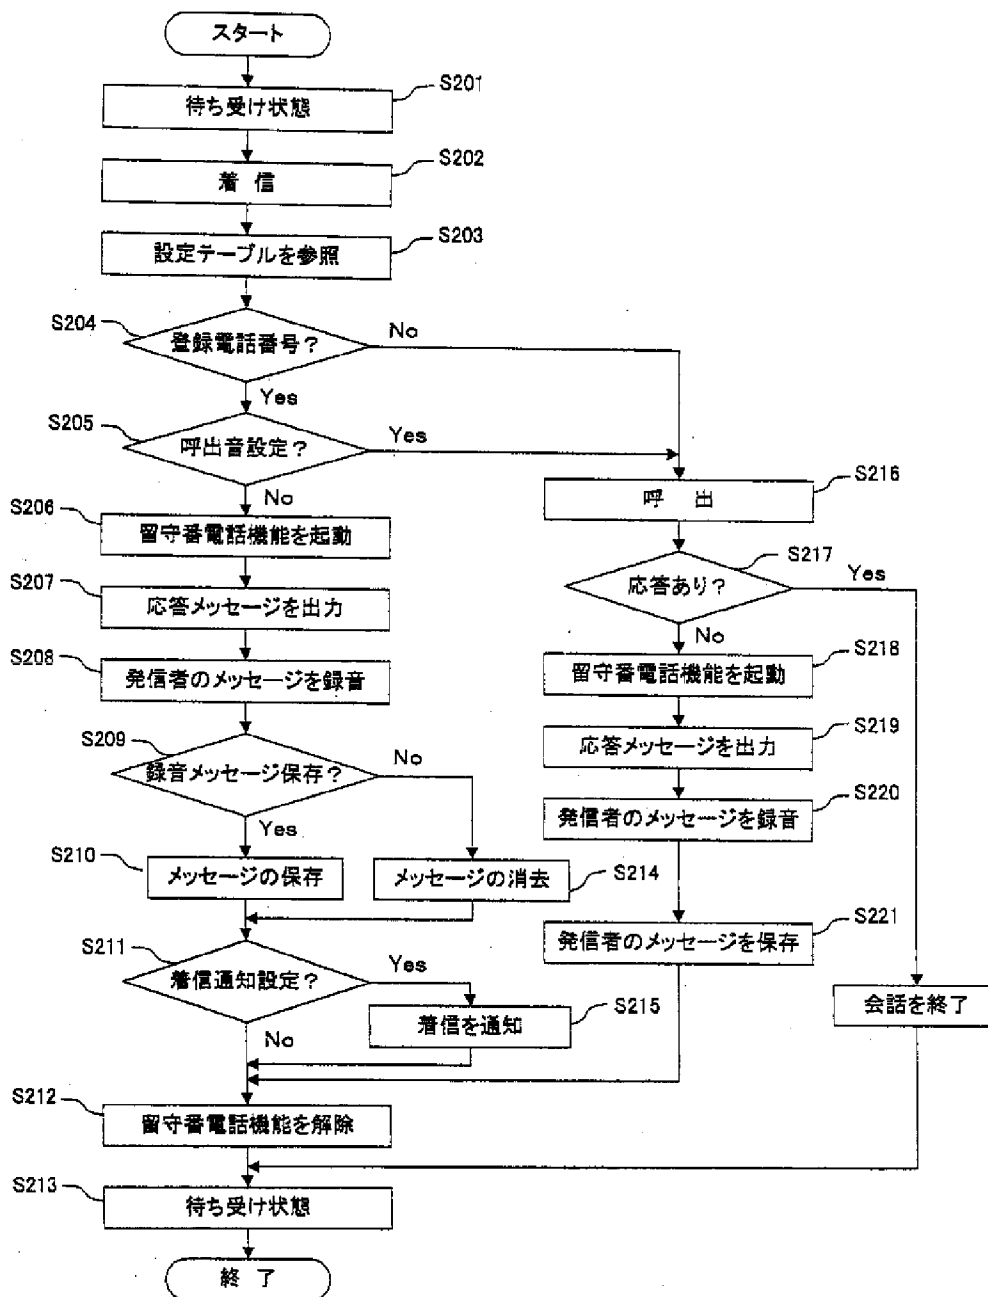 スタート
S201
待ち受け状態
S202
着 信
S203
設定テーブルを参照
S204
登録電話番号?
No
Yes
S205
呼出音設定?
Yes
No
S206
留守番電話機能を起動
S207
応答メッセージを出力
S208
発信者のメッセージを録音
S209
録音メッセージ保存?
No
Yes
S210
メッセージの保存
メッセージの消去
S214
S211
着信通知設定?
Yes
No
着信を通知
S215
S212
留守番電話機能を解除
S213
待ち受け状態
終 了
S216
呼 出
S217
応答あり?
Yes
No
S218
留守番電話機能を起動
S219
応答メッセージを出力
S220
発信者のメッセージを録音
S221
発信者のメッセージを保存
会話を終了